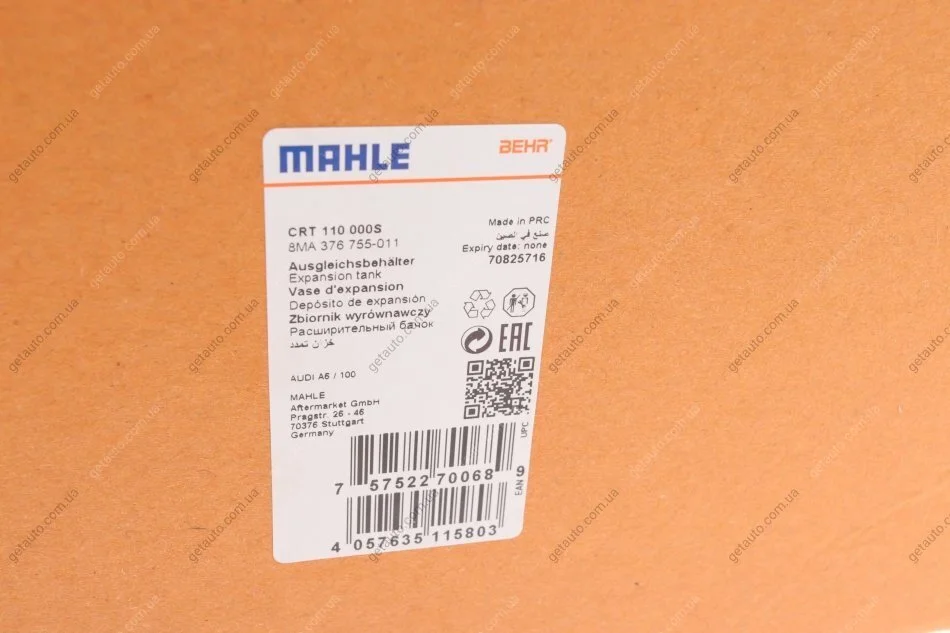 MAHLE
BEHR
CRT 110 000S
8MA 376 755-011
Made in PRC
صنع في الصين
Expiry date: none
70825716
Ausgleichsbehälter
Expansion tank
Vase d'expansion
Depósito de expansión
Zbiornik wyrównawczy
Расширительный бачок
خزان تمدد
EAC
AUDI A6 / 100
MAHLE
Aftermarket GmbH
Pragstr. 26 - 46
70376 Stuttgart
Germany
UPC
7 57522 70068 9
EAN
4 057635 115803
getauto.com.ua